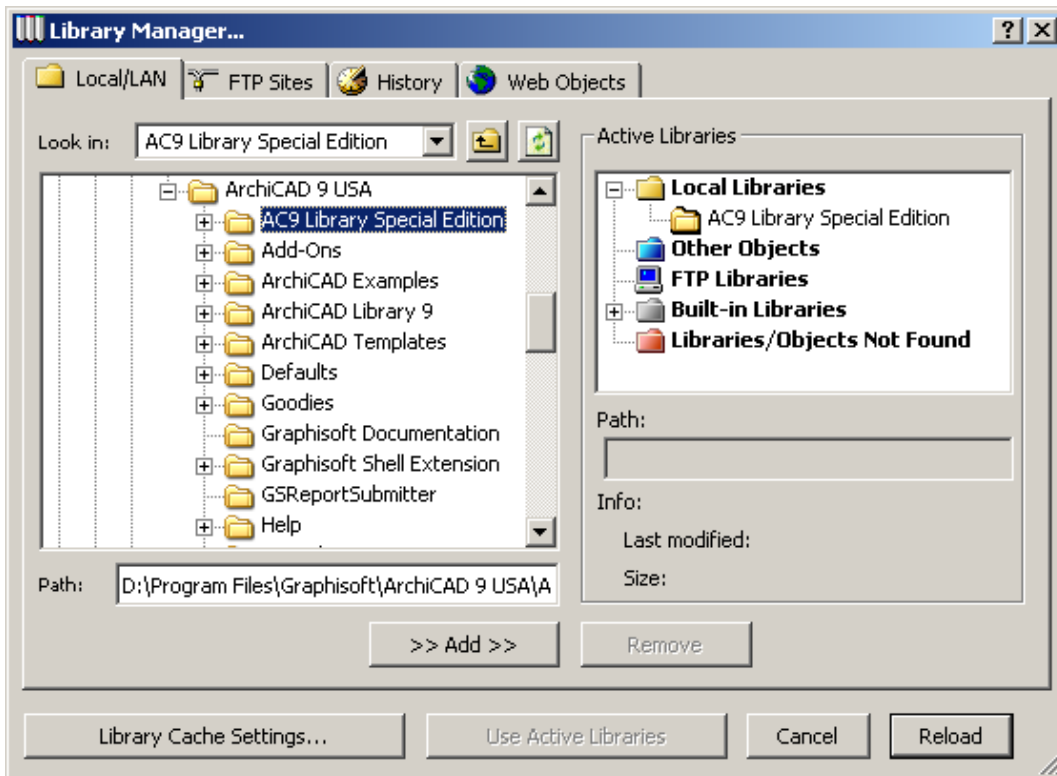 Library Manager...
Local/LAN
FTP Sites
History
Web Objects
Look in:
AC9 Library Special Edition
ArchiCAD 9 USA
AC9 Library Special Edition
Add-Ons
ArchiCAD Examples
ArchiCAD Library 9
ArchiCAD Templates
Defaults
Goodies
Graphisoft Documentation
Graphisoft Shell Extension
GSReportSubmitter
Help
Path:
D:\Program Files\Graphisoft\ArchiCAD 9 USA\A
>> Add >>
Active Libraries
Local Libraries
AC9 Library Special Edition
Other Objects
FTP Libraries
Built-in Libraries
Libraries/Objects Not Found
Path:
Info:
Last modified:
Size:
Remove
Library Cache Settings...
Use Active Libraries
Cancel
Reload